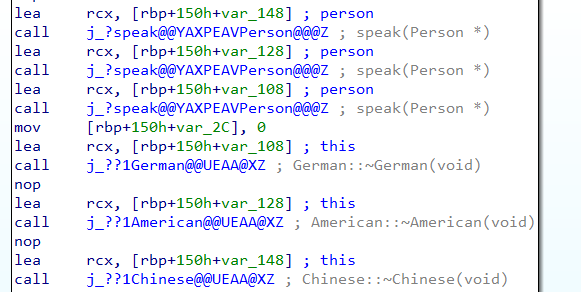 lea rcx, [rbp+150h+var_148] ; person
call j_?speak@@YAXPEAVPerson@@@Z ; speak(Person *)
lea rcx, [rbp+150h+var_128] ; person
call j_?speak@@YAXPEAVPerson@@@Z ; speak(Person *)
lea rcx, [rbp+150h+var_108] ; person
call j_?speak@@YAXPEAVPerson@@@Z ; speak(Person *)
mov [rbp+150h+var_2C], 0
lea rcx, [rbp+150h+var_108] ; this
call j_??1German@@UEAA@XZ ; German::~German(void)
nop
lea rcx, [rbp+150h+var_128] ; this
call j_??1American@@UEAA@XZ ; American::~American(void)
nop
lea rcx, [rbp+150h+var_148] ; this
call j_??1Chinese@@UEAA@XZ ; Chinese::~Chinese(void)